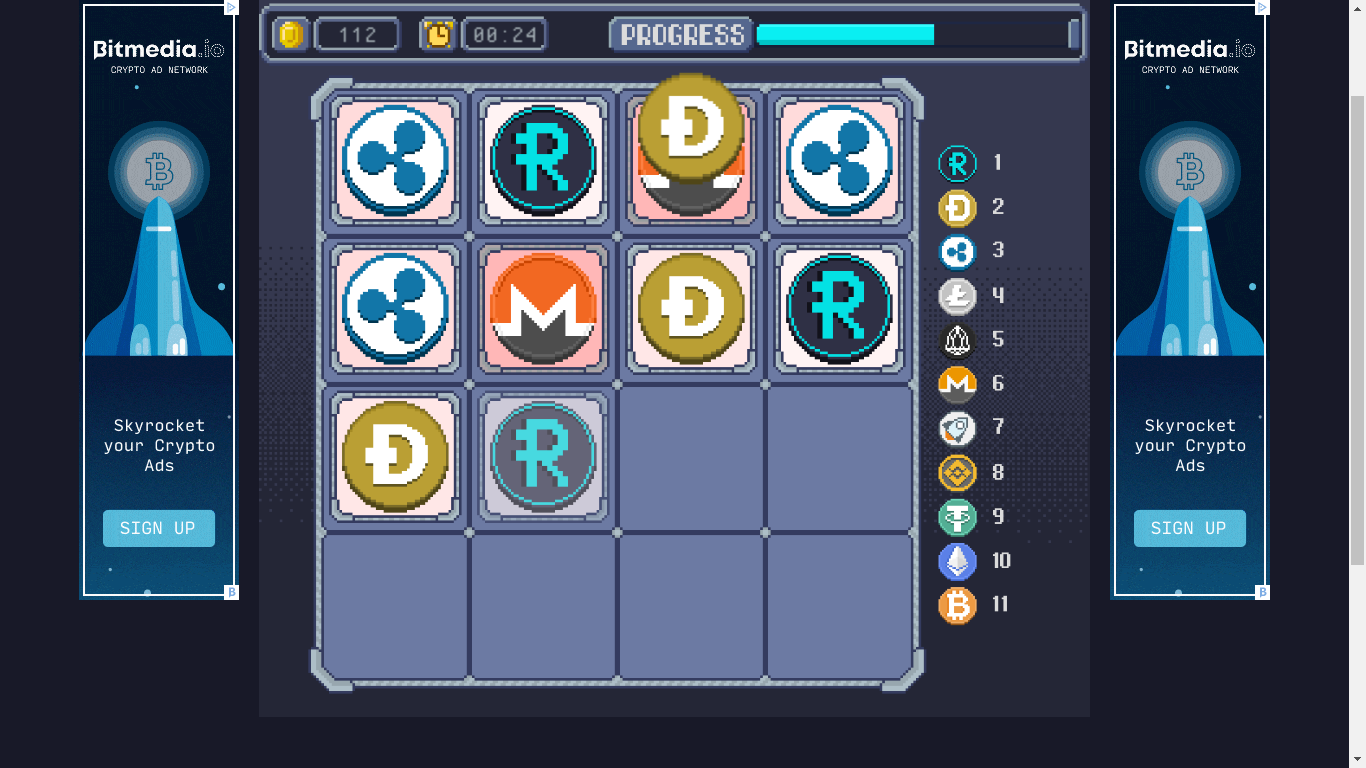 Bitmedia.io
CRYPTO AD NETWORK
Skyrocket
your Crypto
Ads
SIGN UP
112
00:24
PROGRESS
1
2
3
4
5
6
7
8
9
10
11
Bitmedia.io
CRYPTO AD NETWORK
Skyrocket
your Crypto
Ads
SIGN UP